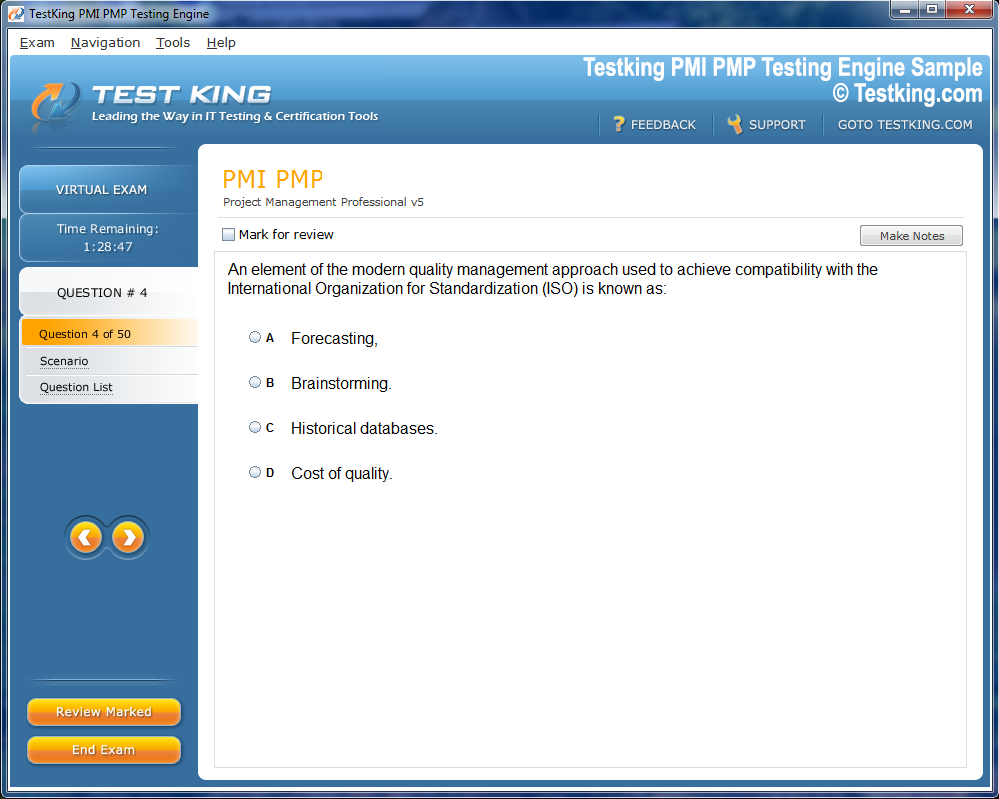 TestKing PMI PMP Testing Engine
Exam Navigation Tools Help
Testking PMI PMP Testing Engine Sample
© Testking.com
TEST KING
Leading the Way in IT Testing & Certification Tools
? FEEDBACK SUPPORT GOTO TESTKING.COM
VIRTUAL EXAM
Time Remaining:
1:28:47
QUESTION # 4
Question 4 of 50
Scenario
Question List
Review Marked
End Exam
PMI PMP
Project Management Professional v5
Mark for review
Make Notes
An element of the modern quality management approach used to achieve compatibility with the
International Organization for Standardization (ISO) is known as:
A Forecasting,
B Brainstorming.
C Historical databases.
D Cost of quality.